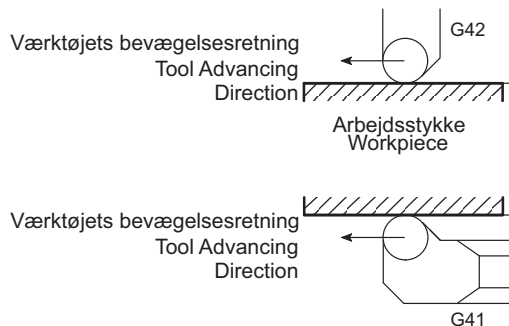 G42
Værktøjets bevægelsesretning
Tool Advancing
Direction
Arbejdsstykke
Workpiece
Værktøjets bevægelsesretning
Tool Advancing
Direction
G41